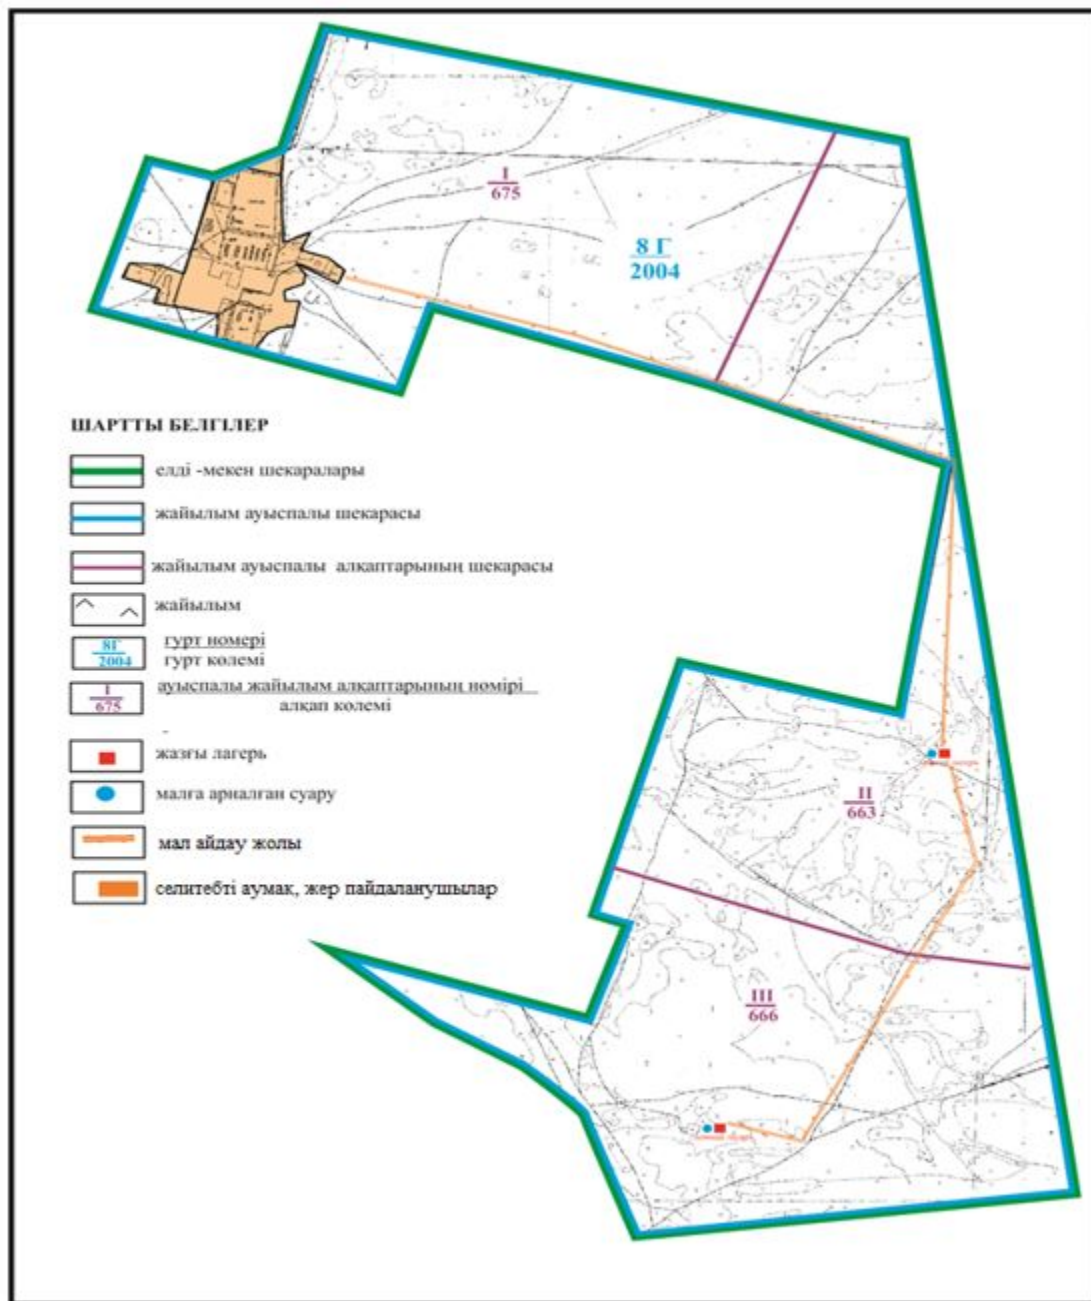 I
675
8 Г
2004
ШАРТТЫ БЕЛГІЛЕР
елді -мекен шекаралары
жайылым ауыспалы шекарасы
жайылым ауыспалы алқаптарының шекарасы
жайылым
8Г
2004
гурт номері
гурт көлемі
I
675
ауыспалы жайылым алқаптарының нөмірі
алқап көлемі
жазғы лагерь
малға арналған суару
мал айдау жолы
селитебті аумақ, жер пайдаланушылар
II
663
III
666